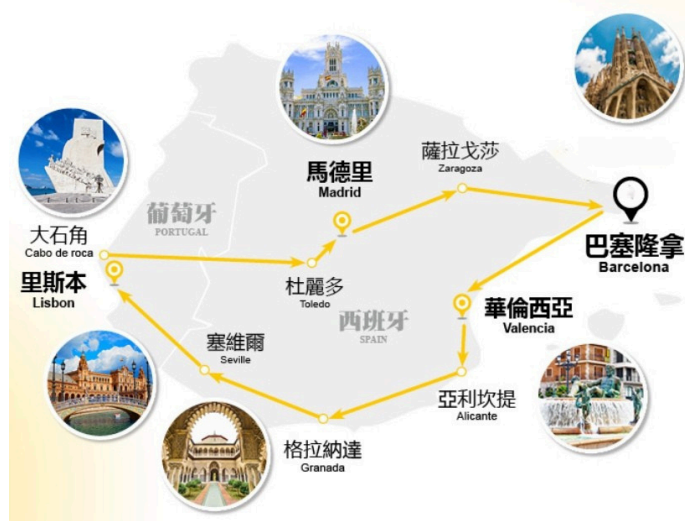 薩拉戈莎
Zaragoza
馬德里
Madrid
葡萄牙
PORTUGAL
大石角
Cabo de roca
巴塞隆拿
Barcelona
里斯本
Lisbon
杜麗多
Toledo
華倫西亞
Valencia
西班牙
SPAIN
塞維爾
Seville
亞利坎提
Alicante
格拉納達
Granada